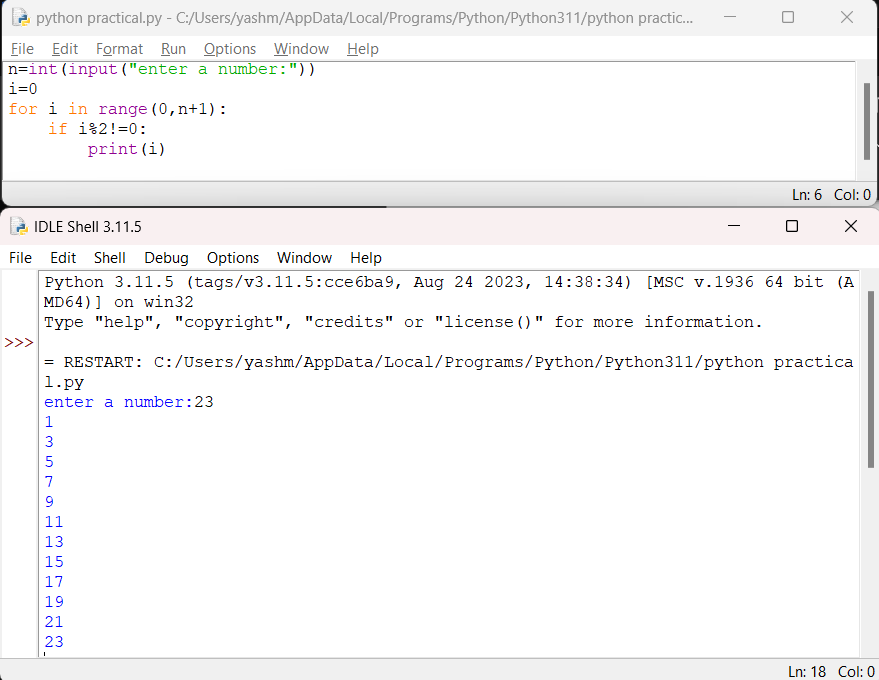 python practical.py - C:/Users/yashm/AppData/Local/Programs/Python/Python311/python practic...
File Edit Format Run Options Window Help
n=int(input("enter a number:"))
i=0
for i in range(0,n+1):
    if i%2!=0:
        print(i)
Ln: 6 Col: 0
IDLE Shell 3.11.5
File Edit Shell Debug Options Window Help
Python 3.11.5 (tags/v3.11.5:cce6ba9, Aug 24 2023, 14:38:34) [MSC v.1936 64 bit (A
MD64)] on win32
Type "help", "copyright", "credits" or "license()" for more information.
>>>
= RESTART: C:/Users/yashm/AppData/Local/Programs/Python/Python311/python practica
l.py
enter a number:23
1
3
5
7
9
11
13
15
17
19
21
23
Ln: 18 Col: 0